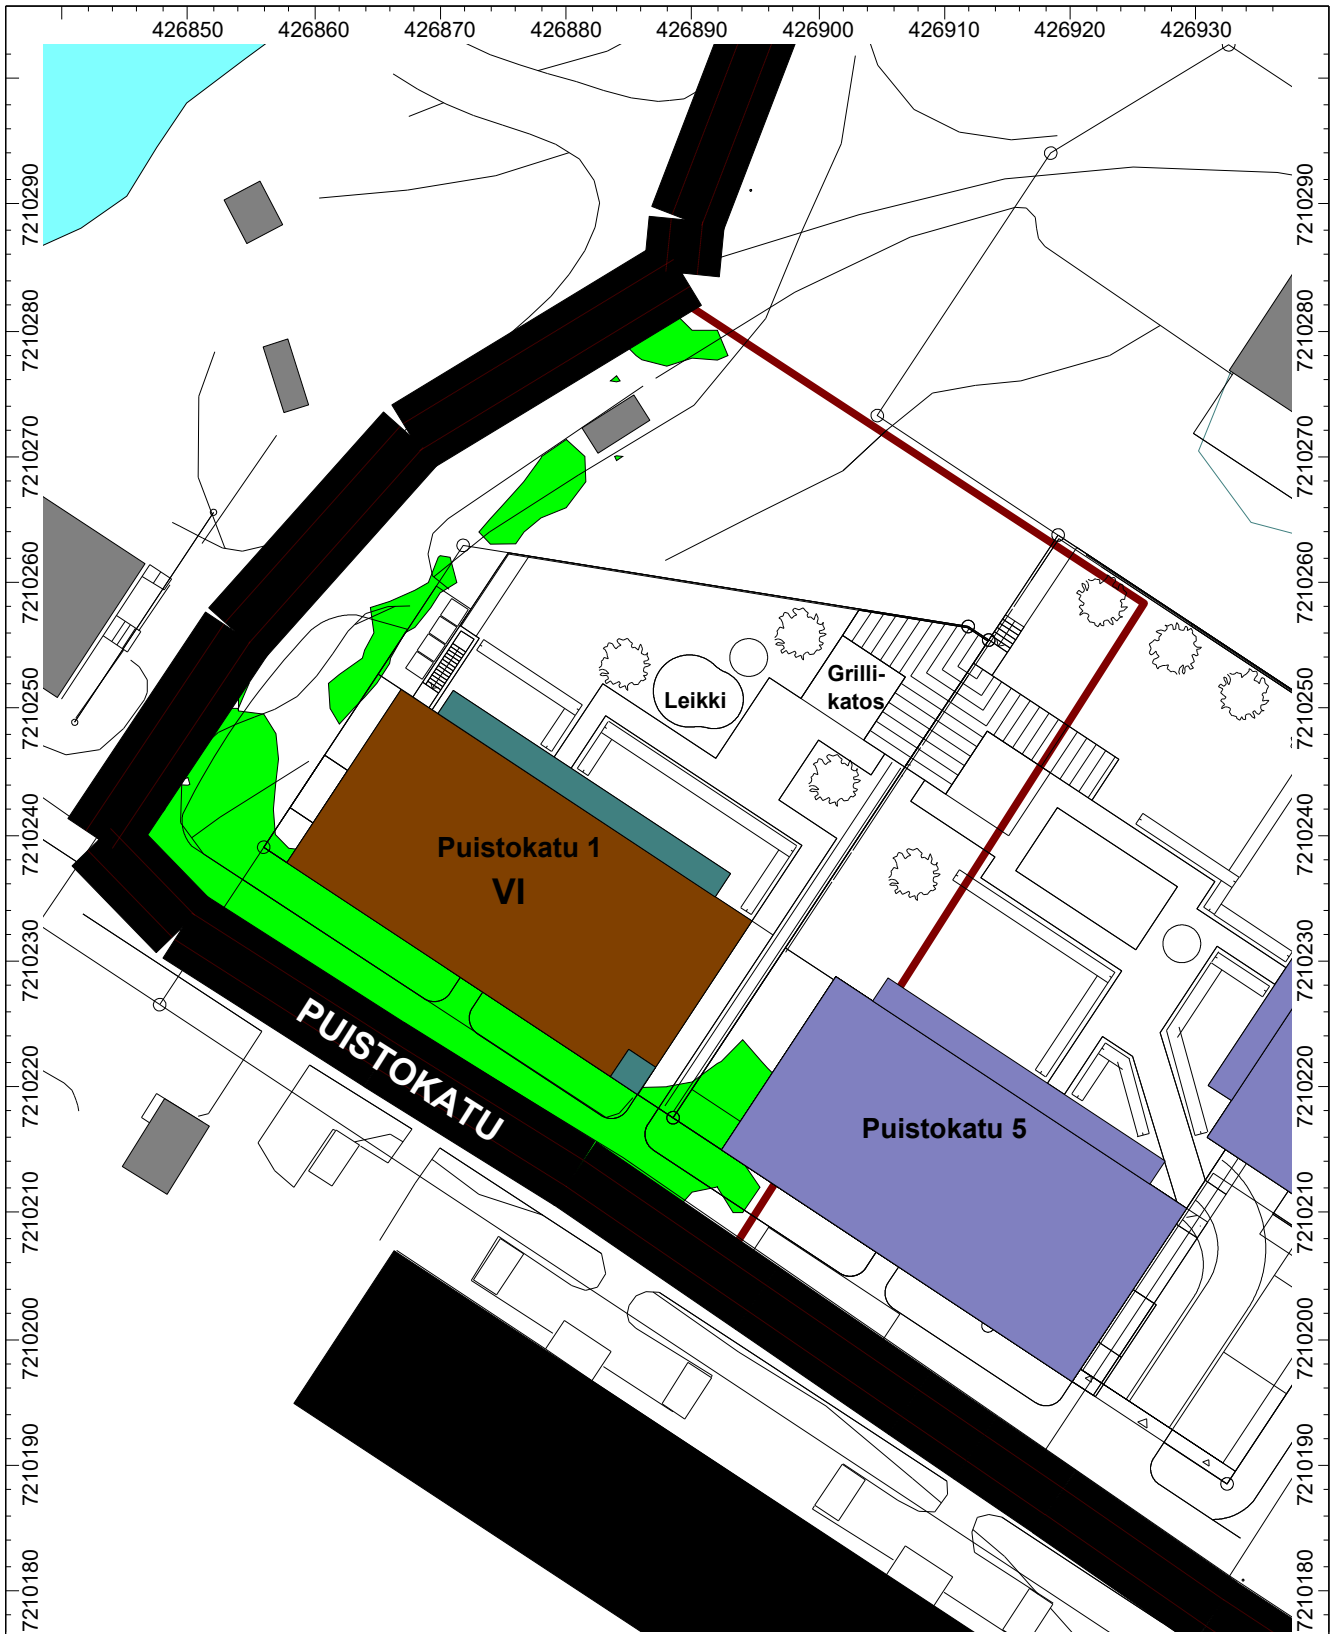 426850 426860 426870 426880 426890 426900 426910 426920 426930
7210290 7210290
7210280 7210280
7210270 7210270
7210260 7210260
7210250 7210250
7210240 7210240
7210230 7210230
7210220 7210220
7210210 7210210
7210200 7210200
7210190 7210190
7210180 7210180
Leikki
Grilli-
katos
Puistokatu 1
VI
PUISTOKATU
Puistokatu 5